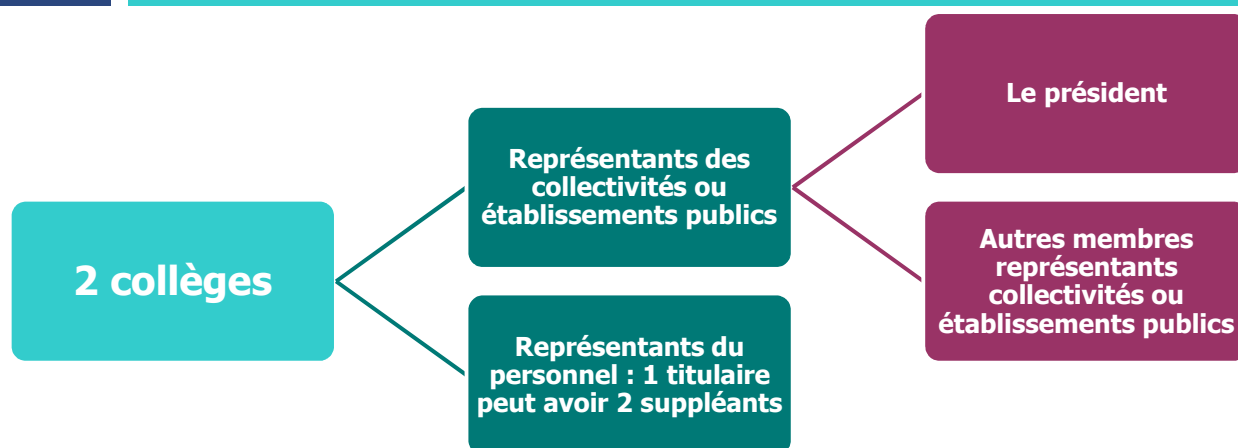 2 collèges
Représentants des
collectivités ou
établissements publics
Représentants du
personnel : 1 titulaire
peut avoir 2 suppléants
Le président
Autres membres
représentants
collectivités ou
établissements publics